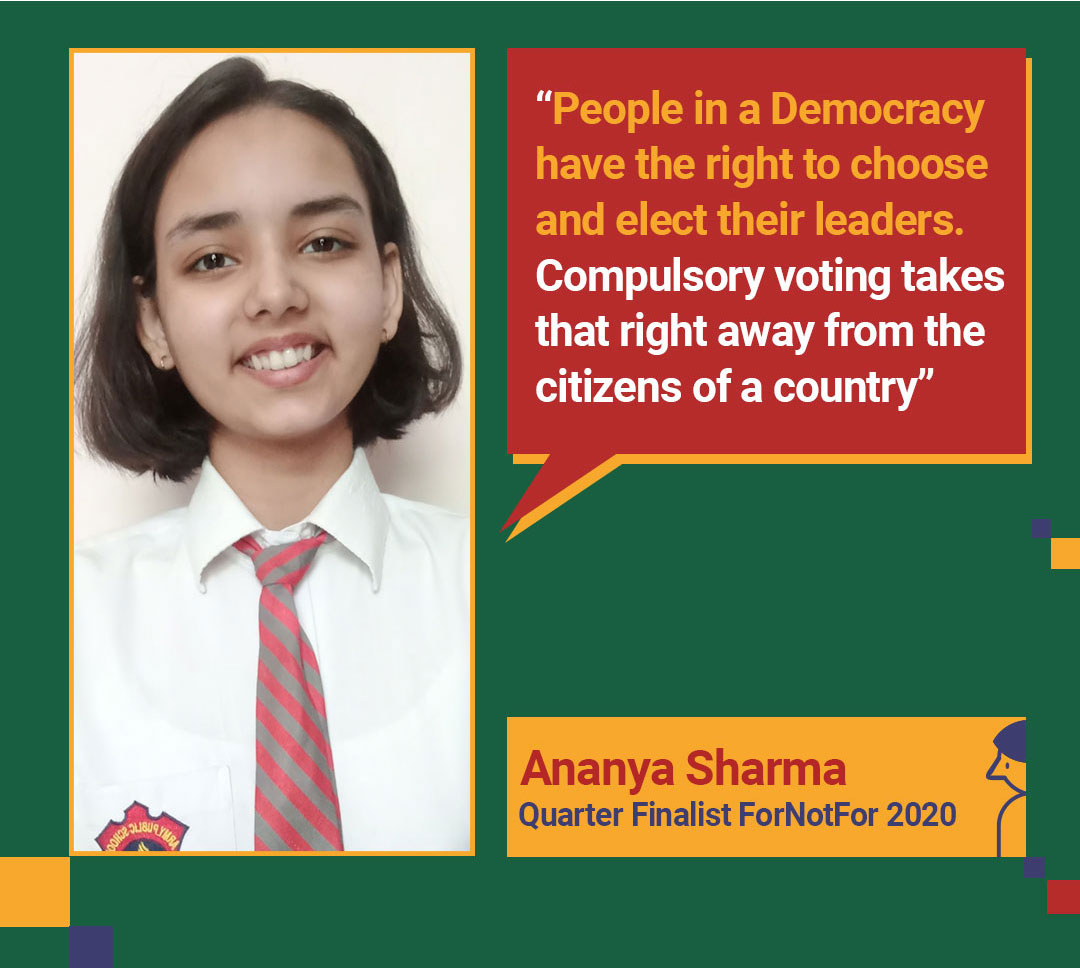 “People in a Democracy
have the right to choose
and elect their leaders.
Compulsory voting takes
that right away from the
citizens of a country”
Ananya Sharma
Quarter Finalist ForNotFor 2020
ARMY PUBLIC SCHOOL